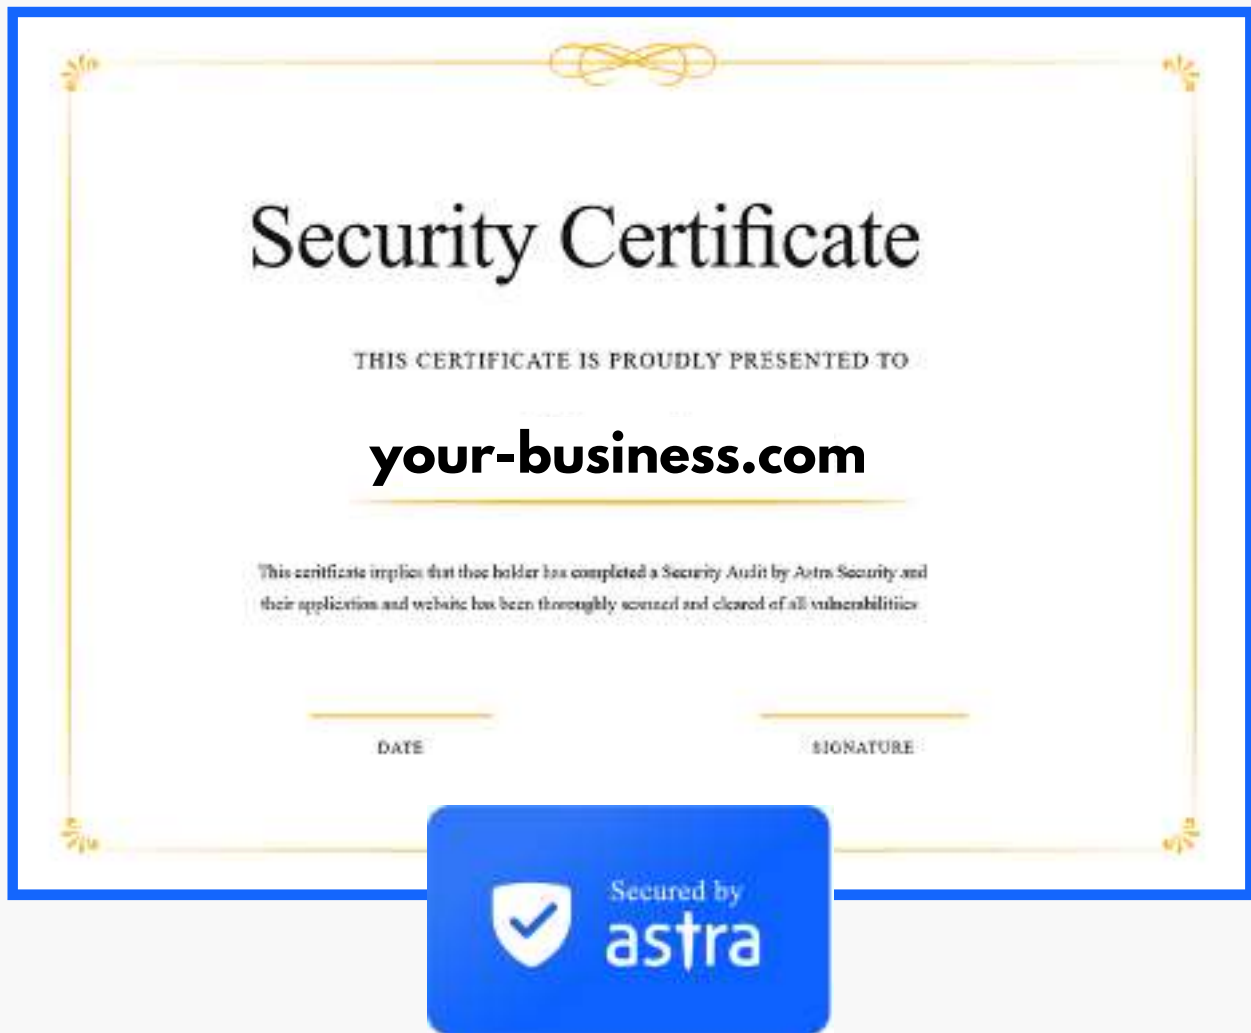 Security Certificate
THIS CERTIFICATE IS PROUDLY PRESENTED TO
your-business.com
This ceritficate implies that thee holder has completed a Security Audit by Astra Security and
their application and website has been thoroughly scanned and cleared of all vulnerabilitiies
DATE
SIGNATURE
Secured by
astra